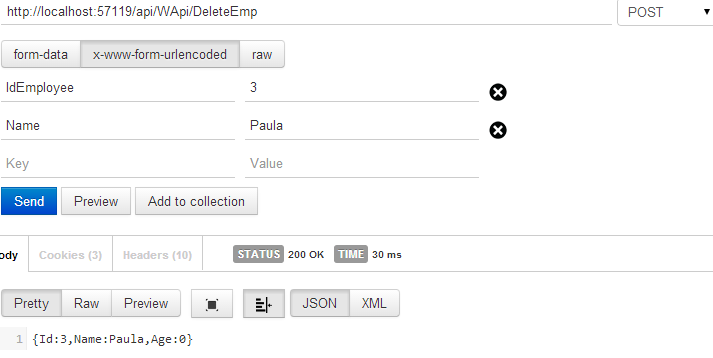 http://localhost:57119/api/WApi/DeleteEmp POST
form-data x-www-form-urlencoded raw
IdEmployee 3
Name Paula
Key Value
Send Preview Add to collection
ody Cookies (3) Headers (10) STATUS 200 OK TIME 30 ms
Pretty Raw Preview JSON XML
1 {Id:3,Name:Paula,Age:0}